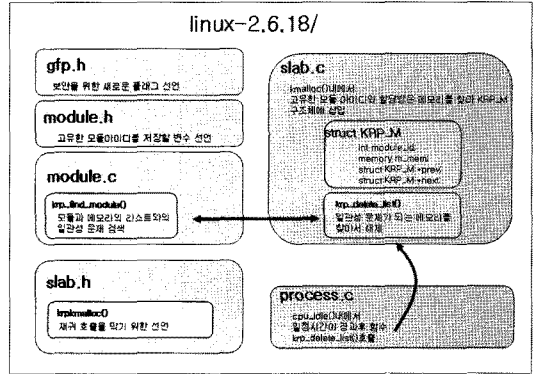 linux-2.6.18/
gfp.h
보안을 위한 새로운 플래그 선언
module.h
고유한 모듈아이디를 저장할 변수 선언
module.c
krp_find_module()
모듈과 메모리의 리스트와의
일관성 문제 검색
slab.h
krpkmalloc()
재귀 호출을 막기 위한 선언
slab.c
kmalloc()내에서
고유한 모듈 아이디와 할당받은 메모리를 찾아 KRP_M
구조체에 삽입
struct KRP_M
int module_id;
memory m_mem;
struct KRP_M *prev;
struct KRP_M *next;
krp_delete_list()
일관성 문제가 되는 메모리를
찾아서 해제
process.c
cpu_idle()내에서
일정시간이 경과후 함수
krp_delete_list()호출